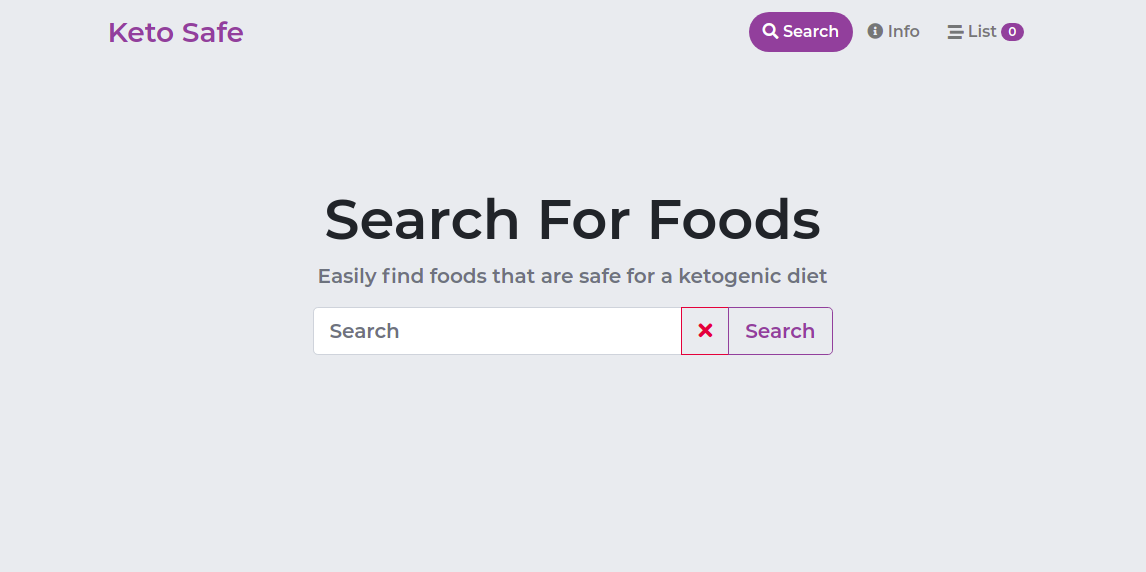 Keto Safe
Search Info List 0
Search For Foods
Easily find foods that are safe for a ketogenic diet
Search Search